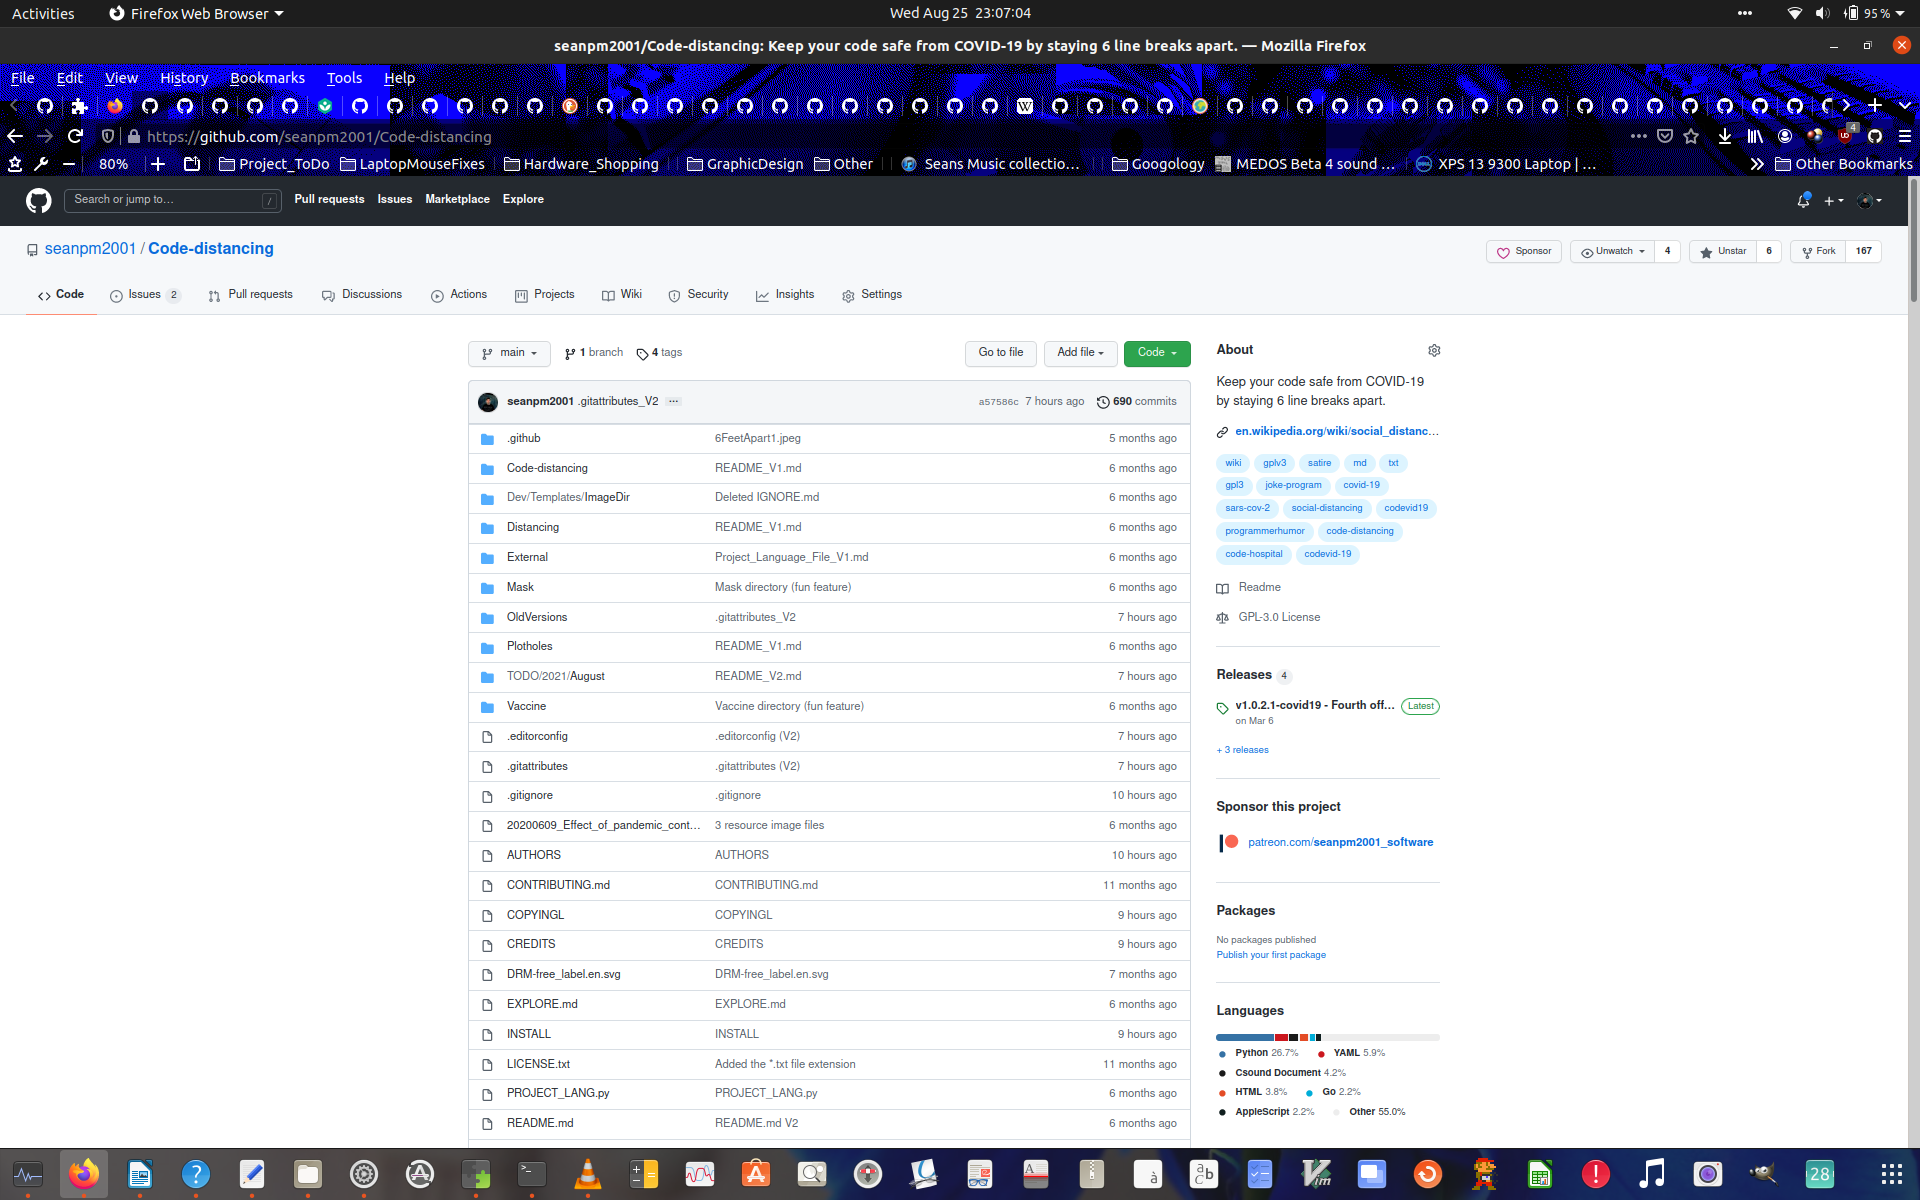 Activities
Firefox Web Browser
Wed Aug 25 23:07:04
95 %
seanpm2001/Code-distancing: Keep your code safe from COVID-19 by staying 6 line breaks apart. — Mozilla Firefox
File Edit View History Bookmarks Tools Help
https://github.com/seanpm2001/Code-distancing
4
80%
Project_ToDo
LaptopMouseFixes
Hardware_Shopping
GraphicDesign
Other
Seans Music collectio…
Googology
MEDOS Beta 4 sound …
XPS 13 9300 Laptop | …
Other Bookmarks
Search or jump to… /
Pull requests Issues Marketplace Explore
seanpm2001 / Code-distancing
Sponsor
Unwatch 4
Unstar 6
Fork 167
Code
Issues 2
Pull requests
Discussions
Actions
Projects
Wiki
Security
Insights
Settings
main
1 branch
4 tags
Go to file
Add file
Code
seanpm2001 .gitattributes_V2 ···
a57586c 7 hours ago
690 commits
.github 6FeetApart1.jpeg 5 months ago
Code-distancing README_V1.md 6 months ago
Dev/Templates/ImageDir Deleted IGNORE.md 6 months ago
Distancing README_V1.md 6 months ago
External Project_Language_File_V1.md 6 months ago
Mask Mask directory (fun feature) 6 months ago
OldVersions .gitattributes_V2 7 hours ago
Plotholes README_V1.md 6 months ago
TODO/2021/August README_V2.md 7 hours ago
Vaccine Vaccine directory (fun feature) 6 months ago
.editorconfig .editorconfig (V2) 7 hours ago
.gitattributes .gitattributes (V2) 7 hours ago
.gitignore .gitignore 10 hours ago
20200609_Effect_of_pandemic_cont… 3 resource image files 6 months ago
AUTHORS AUTHORS 10 hours ago
CONTRIBUTING.md CONTRIBUTING.md 11 months ago
COPYINGL COPYINGL 9 hours ago
CREDITS CREDITS 9 hours ago
DRM-free_label.en.svg DRM-free_label.en.svg 7 months ago
EXPLORE.md EXPLORE.md 6 months ago
INSTALL INSTALL 9 hours ago
LICENSE.txt Added the *.txt file extension 11 months ago
PROJECT_LANG.py PROJECT_LANG.py 6 months ago
README.md README.md V2 6 months ago
About
Keep your code safe from COVID-19
by staying 6 line breaks apart.
en.wikipedia.org/wiki/social_distanc…
wiki gplv3 satire md txt
gpl3 joke-program covid-19
sars-cov-2 social-distancing codevid19
programmerhumor code-distancing
code-hospital codevid-19
Readme
GPL-3.0 License
Releases 4
v1.0.2.1-covid19 - Fourth off… Latest
on Mar 6
+ 3 releases
Sponsor this project
patreon.com/seanpm2001_software
Packages
No packages published
Publish your first package
Languages
Python 26.7% YAML 5.9%
Csound Document 4.2%
HTML 3.8% Go 2.2%
AppleScript 2.2% Other 55.0%
28